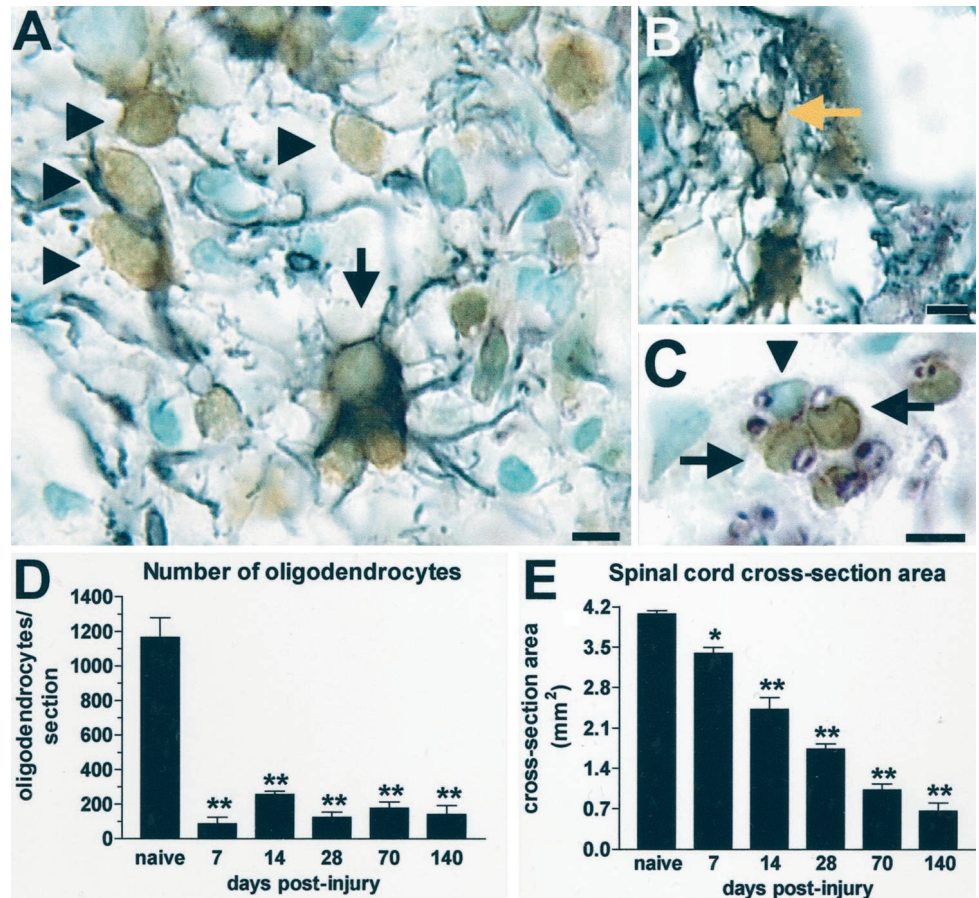 A
B
C
D
Number of oligodendrocytes
oligodendrocytes/
section
1400
1200
1000
800
600
400
200
0
**
**
**
**
**
naive 7 14 28 70 140
days post-injury
E
Spinal cord cross-section area
cross-section area
(mm²)
4.2
3.5
2.8
2.1
1.4
0.7
0.0
*
**
**
**
**
naive 7 14 28 70 140
days post-injury